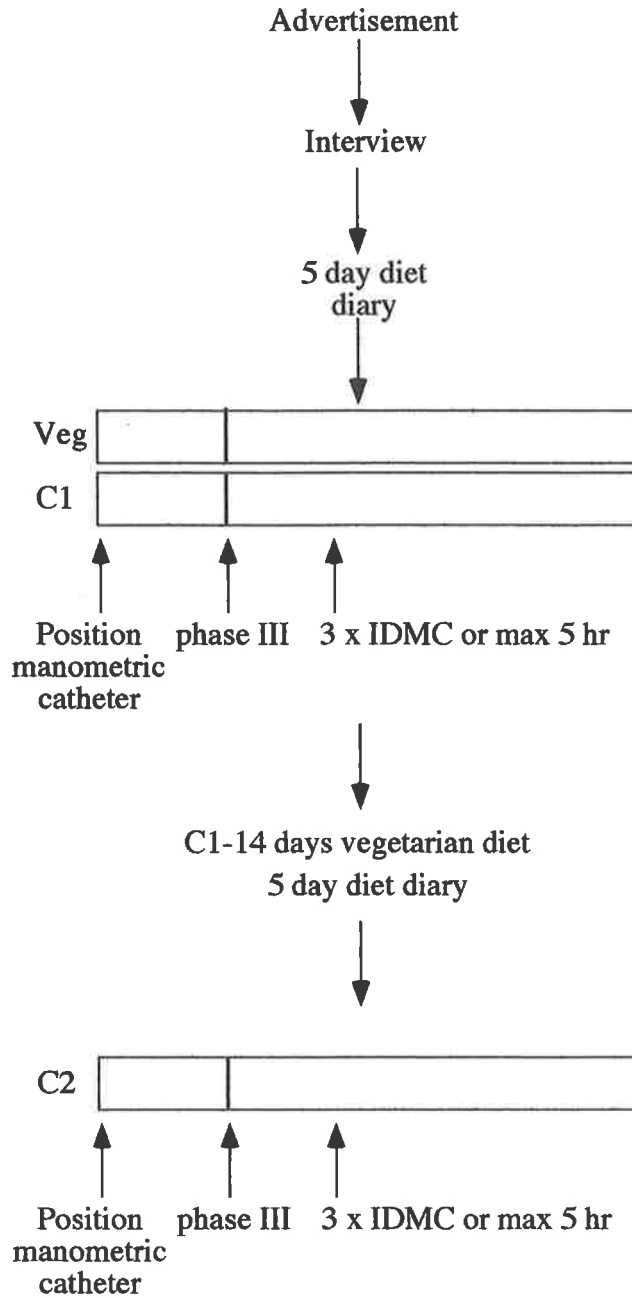 Advertisement
Interview
5 day diet
diary
Veg
C1
Position
manometric
catheter
phase III
3 x IDMC or max 5 hr
C1-14 days vegetarian diet
5 day diet diary
C2
Position
manometric
catheter
phase III
3 x IDMC or max 5 hr